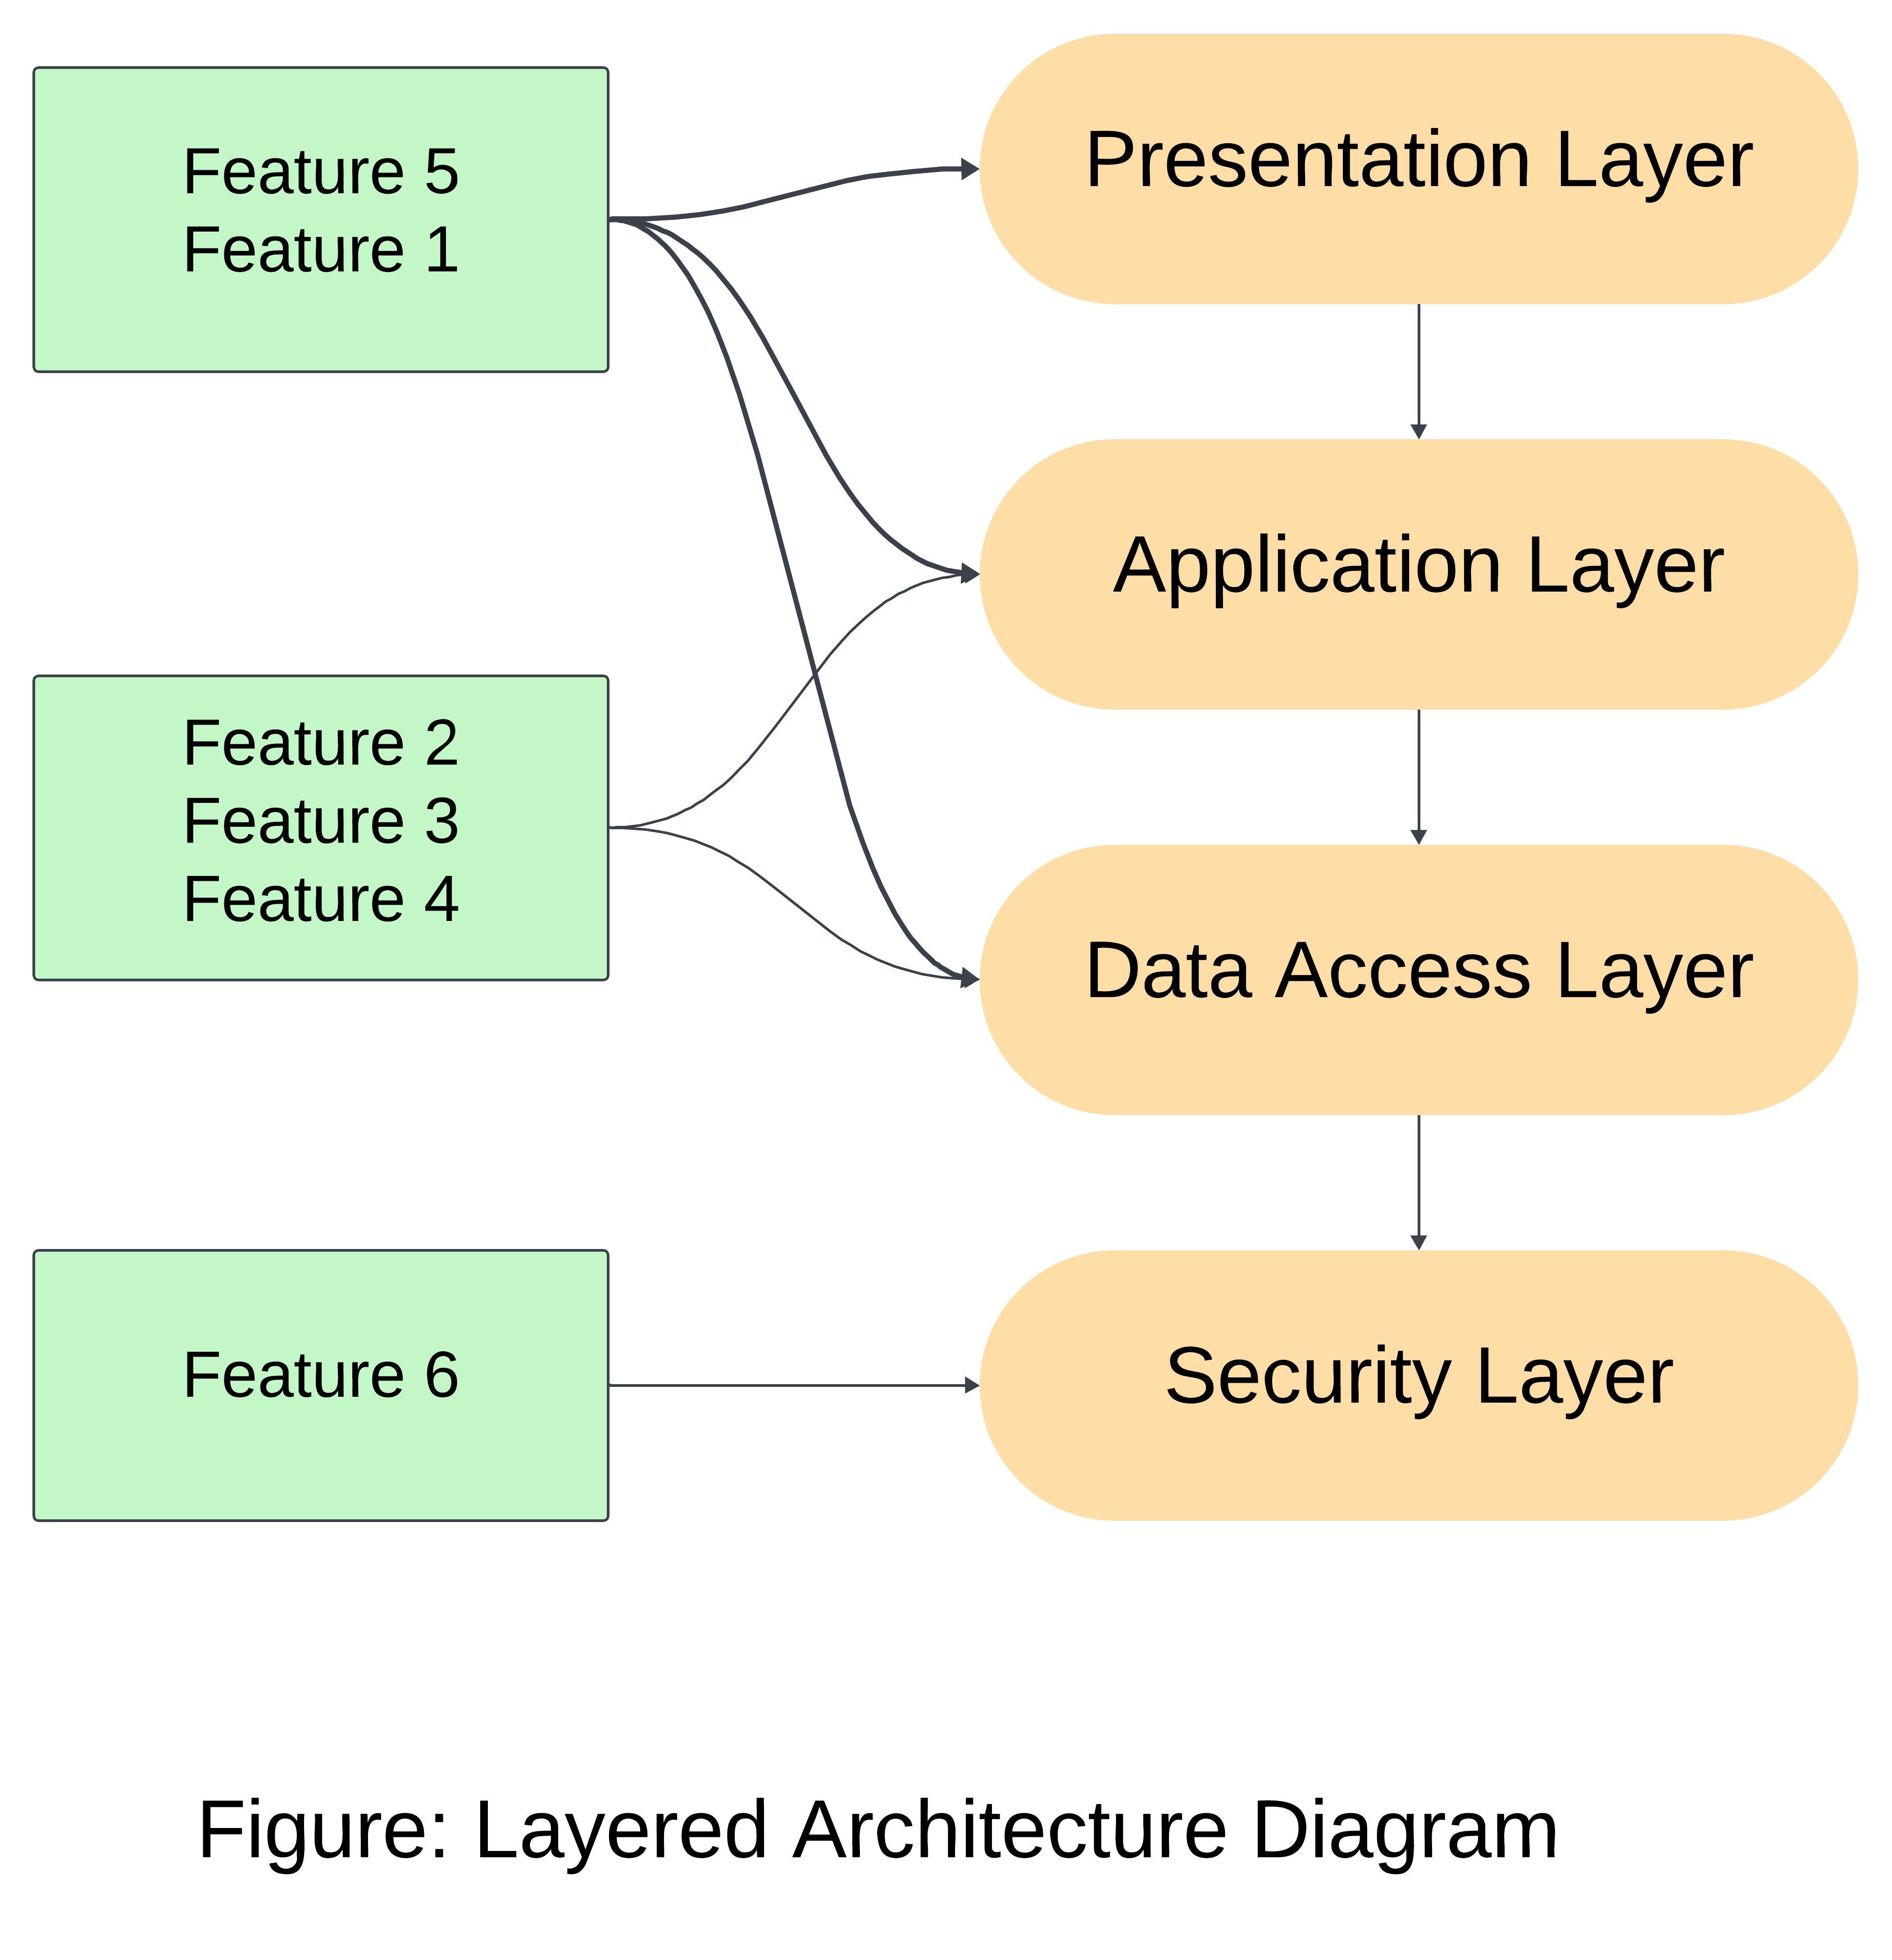 Feature 5
Feature 1
Presentation Layer
Application Layer
Feature 2
Feature 3
Feature 4
Data Access Layer
Feature 6
Security Layer
Figure: Layered Architecture Diagram